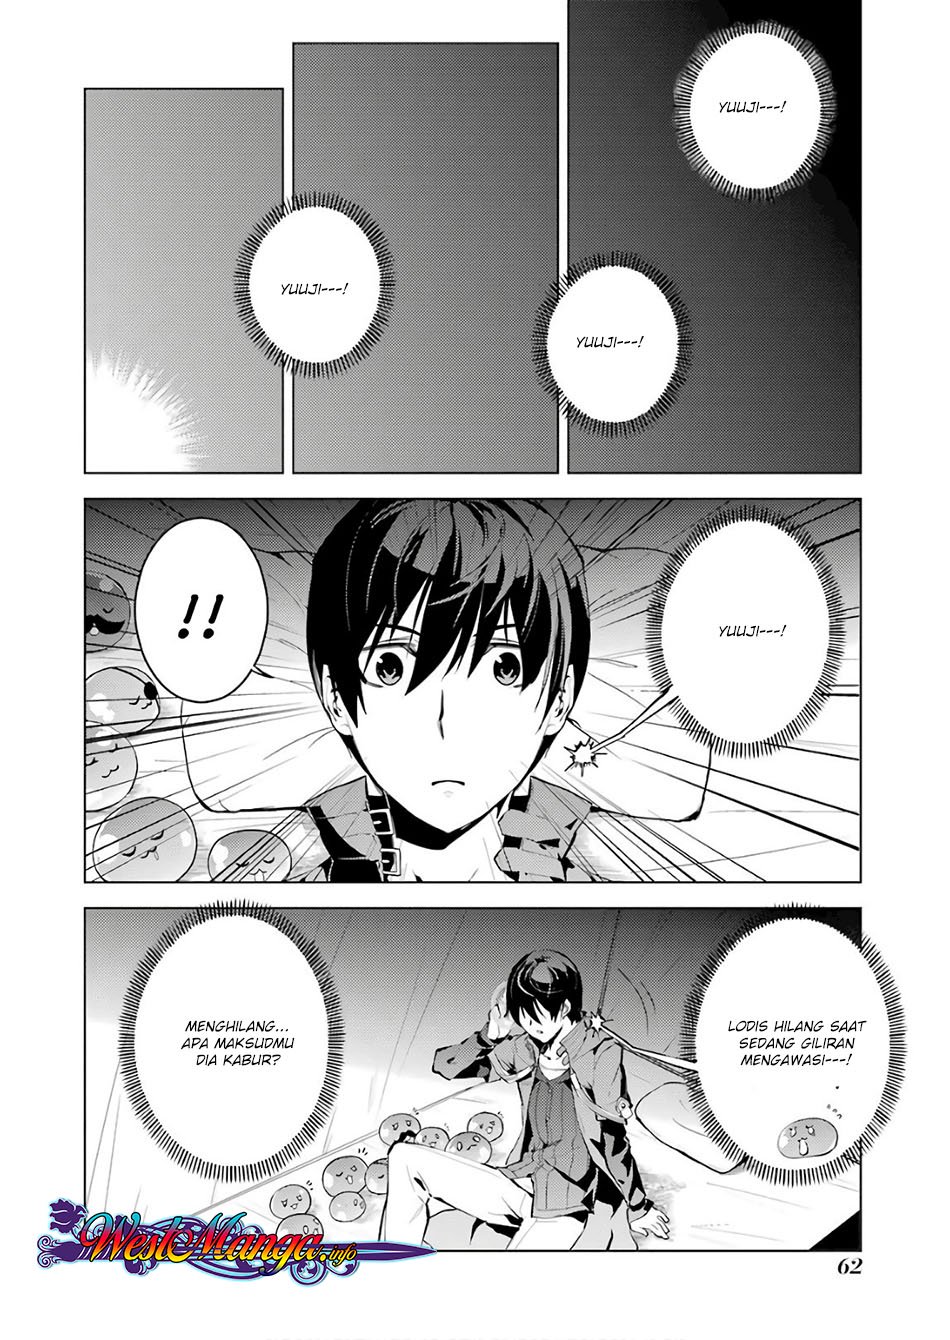 YUUJI---!
YUUJI---!
YUUJI---!
YUUJI---!
!!
LODIS HILANG SAAT
SEDANG GILIRAN
MENGAWASI---!
MENGHILANG...
APA MAKSUDMU
DIA KABUR?
WestManga.info
62